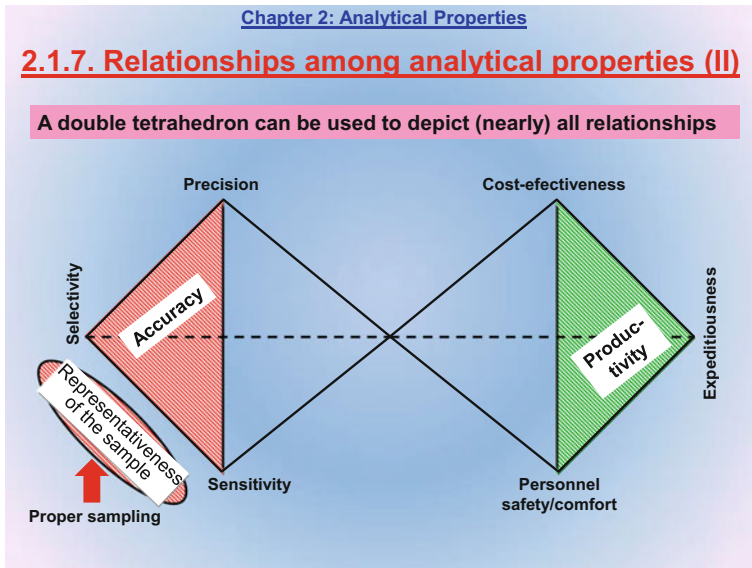 Chapter 2: Analytical Properties
2.1.7. Relationships among analytical properties (II)
A double tetrahedron can be used to depict (nearly) all relationships
Precision
Cost-efectiveness
Selectivity
Accuracy
Produc-
tivity
Expeditiousness
Representativeness
of the sample
Sensitivity
Personnel
safety/comfort
Proper sampling